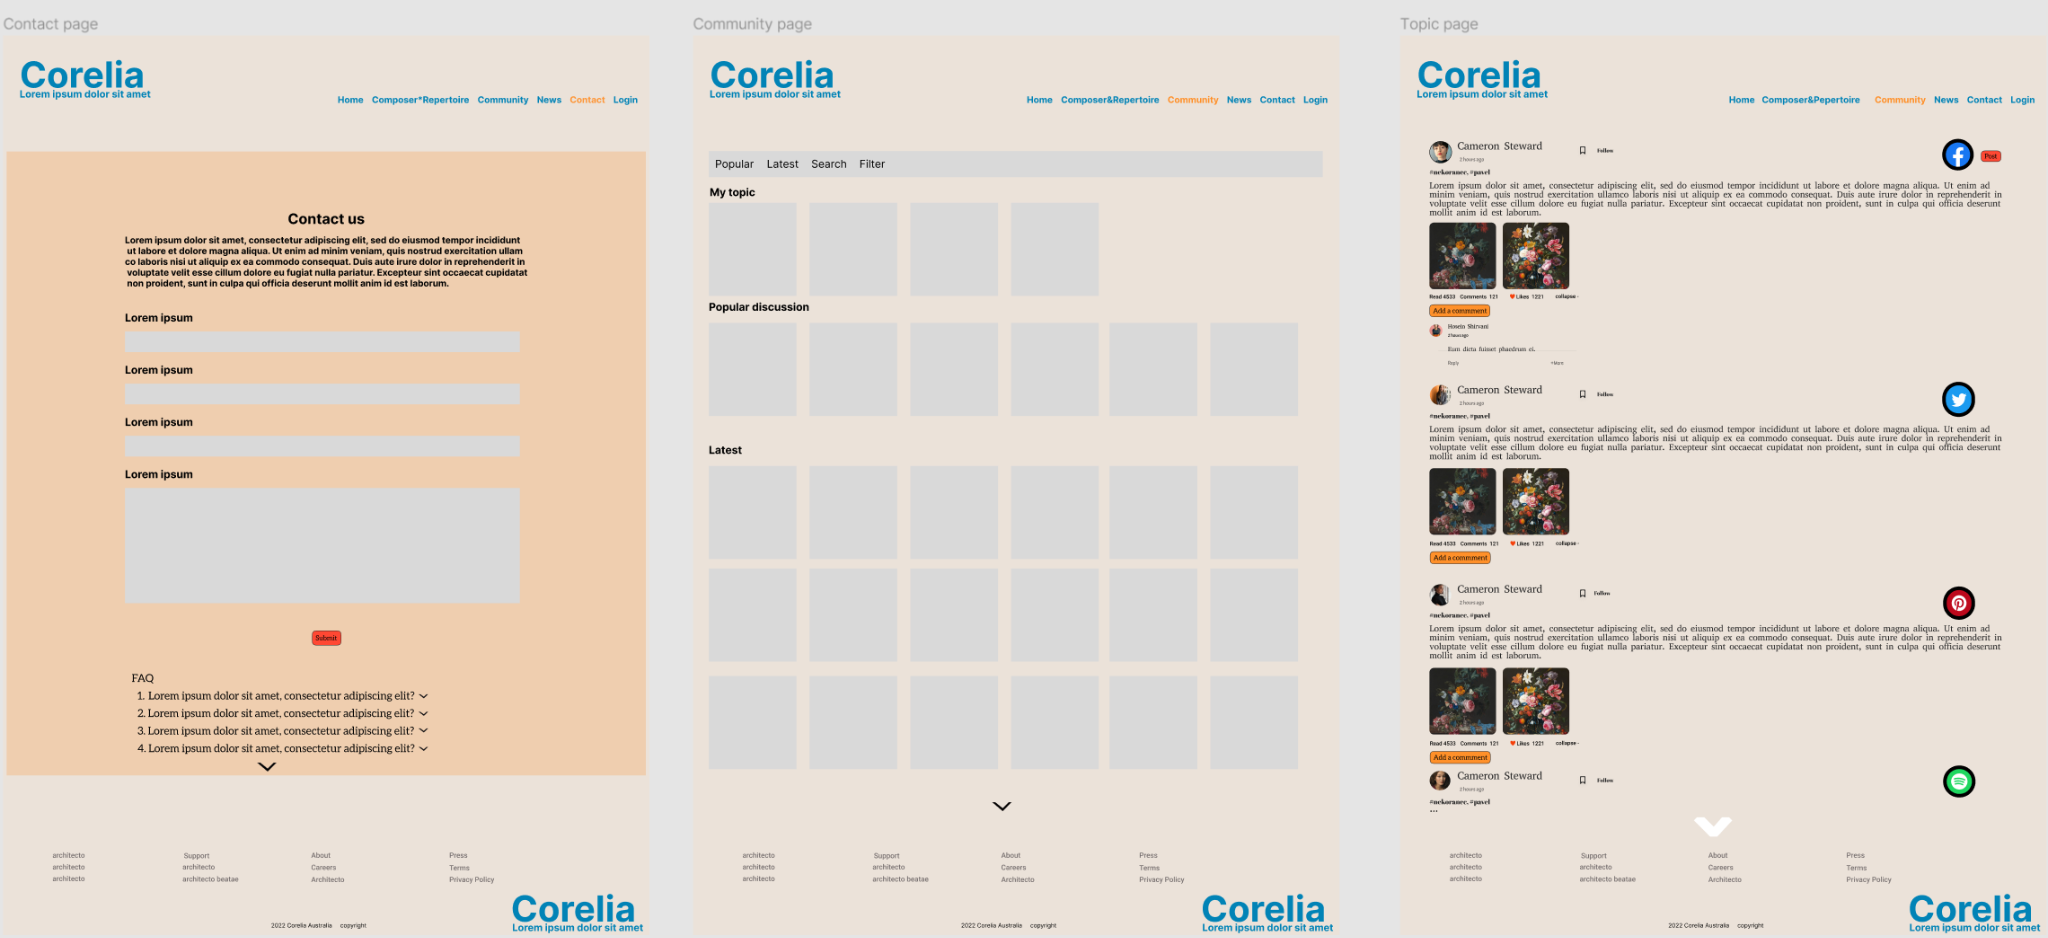 Contact page
Corelia
Lorem ipsum dolor sit amet
Home Composer*Repertoire Community News Contact Login
Contact us
Lorem ipsum dolor sit amet, consectetur adipiscing elit, sed do eiusmod tempor incididunt
ut labore et dolore magna aliqua. Ut enim ad minim veniam, quis nostrud exercitation ullam
co laboris nisi ut aliquip ex ea commodo consequat. Duis aute irure dolor in reprehenderit in
voluptate velit esse cillum dolore eu fugiat nulla pariatur. Excepteur sint occaecat cupidatat
non proident, sunt in culpa qui officia deserunt mollit anim id est laborum.
Lorem ipsum
Lorem ipsum
Lorem ipsum
Lorem ipsum
Submit
FAQ
1. Lorem ipsum dolor sit amet, consectetur adipiscing elit?
2. Lorem ipsum dolor sit amet, consectetur adipiscing elit?
3. Lorem ipsum dolor sit amet, consectetur adipiscing elit?
4. Lorem ipsum dolor sit amet, consectetur adipiscing elit?
architecto Support About Press
architecto architecto Careers Terms
architecto architecto beatae Architecto Privacy Policy
Corelia
Lorem ipsum dolor sit amet
2022 Corelia Australia copyright
Community page
Corelia
Lorem ipsum dolor sit amet
Home Composer&Repertoire Community News Contact Login
Popular Latest Search Filter
My topic
Popular discussion
Latest
architecto Support About Press
architecto architecto Careers Terms
architecto architecto beatae Architecto Privacy Policy
Corelia
Lorem ipsum dolor sit amet
2022 Corelia Australia copyright
Topic page
Corelia
Lorem ipsum dolor sit amet
Home Composer&Pepertoire Community News Contact Login
Cameron Steward Follow
2 hours ago
Post
#nekoranec, #pavel
Lorem ipsum dolor sit amet, consectetur adipiscing elit, sed do eiusmod tempor incididunt ut labore et dolore magna aliqua. Ut enim ad
minim veniam, quis nostrud exercitation ullamco laboris nisi ut aliquip ex ea commodo consequat. Duis aute irure dolor in reprehenderit in
voluptate velit esse cillum dolore eu fugiat nulla pariatur. Excepteur sint occaecat cupidatat non proident, sunt in culpa qui officia deserunt
mollit anim id est laborum.
Read 4533 Comments 121 Likes 1221 collapse -
Add a commment
Hosein Shirvani
2 hours ago
Eum dicta fuisset phaedrum ei.
Reply +More
Cameron Steward Follow
2 hours ago
#nekoranec, #pavel
Lorem ipsum dolor sit amet, consectetur adipiscing elit, sed do eiusmod tempor incididunt ut labore et dolore magna aliqua. Ut enim ad
minim veniam, quis nostrud exercitation ullamco laboris nisi ut aliquip ex ea commodo consequat. Duis aute irure dolor in reprehenderit in
voluptate velit esse cillum dolore eu fugiat nulla pariatur. Excepteur sint occaecat cupidatat non proident, sunt in culpa qui officia deserunt
mollit anim id est laborum.
Read 4533 Comments 121 Likes 1221 collapse -
Add a commment
Cameron Steward Follow
2 hours ago
#nekoranec, #pavel
Lorem ipsum dolor sit amet, consectetur adipiscing elit, sed do eiusmod tempor incididunt ut labore et dolore magna aliqua. Ut enim ad
minim veniam, quis nostrud exercitation ullamco laboris nisi ut aliquip ex ea commodo consequat. Duis aute irure dolor in reprehenderit in
voluptate velit esse cillum dolore eu fugiat nulla pariatur. Excepteur sint occaecat cupidatat non proident, sunt in culpa qui officia deserunt
mollit anim id est laborum.
Read 4533 Comments 121 Likes 1221 collapse -
Add a commment
Cameron Steward Follow
2 hours ago
#nekoranec, #pavel
...
architecto Support About Press
architecto architecto Careers Terms
architecto architecto beatae Architecto Privacy Policy
Corelia
Lorem ipsum dolor sit amet
2022 Corelia Australia copyright